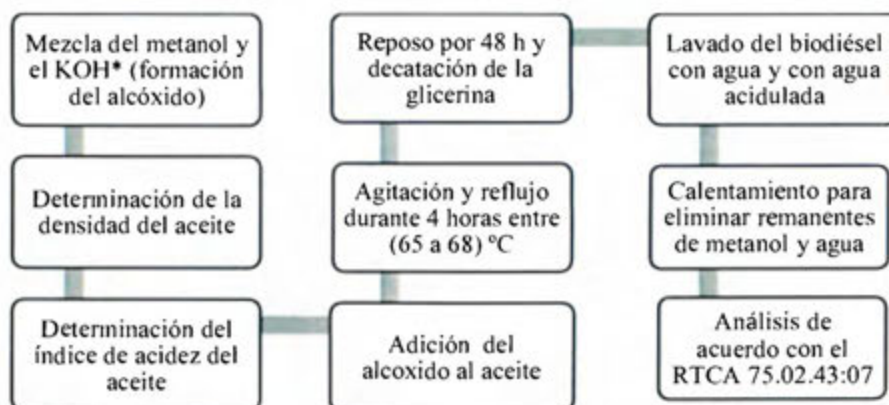 Mezcla del metanol y
el KOH* (formación
del alcóxido)
Determinación de la
densidad del aceite
Determinación del
índice de acidez del
aceite
Adición del
alcoxido al aceite
Agitación y reflujo
durante 4 horas entre
(65 a 68) ºC
Reposo por 48 h y
decatación de la
glicerina
Lavado del biodiésel
con agua y con agua
acidulada
Calentamiento para
eliminar remanentes
de metanol y agua
Análisis de
acuerdo con el
RTCA 75.02.43:07